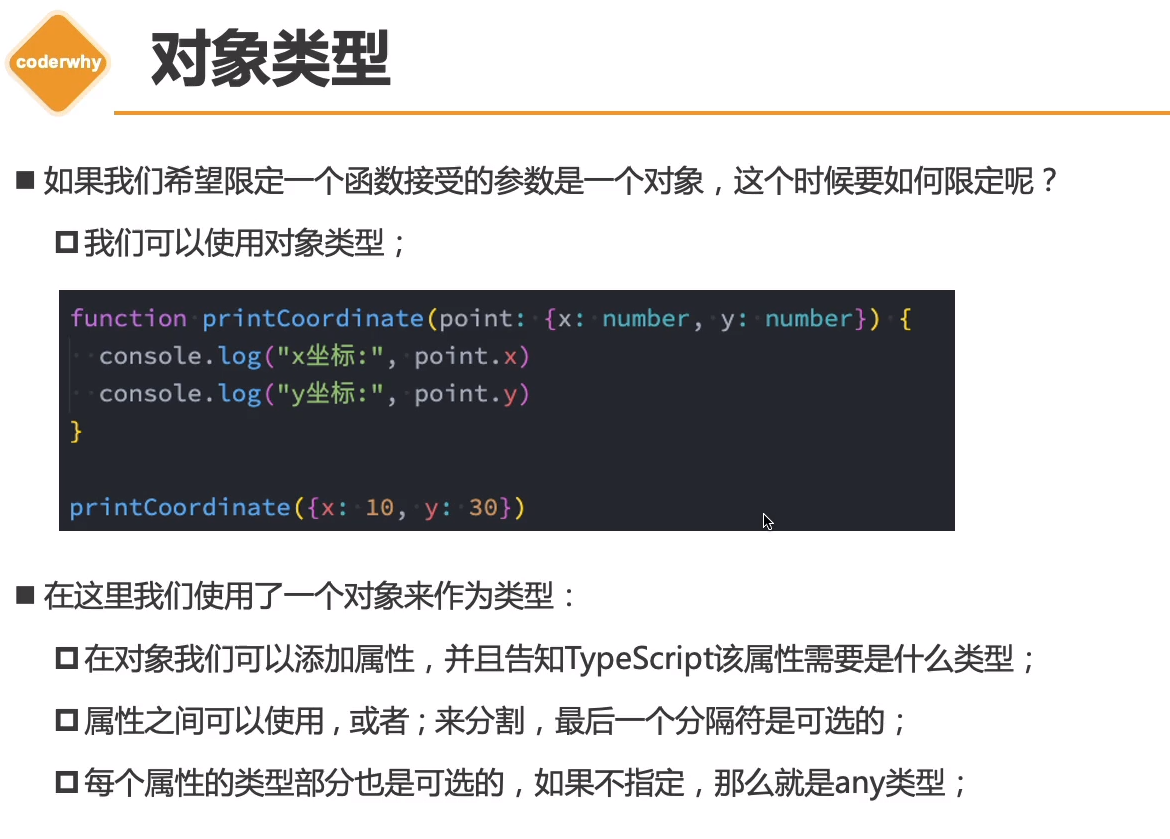 coderwhy
对象类型
如果我们希望限定一个函数接受的参数是一个对象，这个时候要如何限定呢？
我们可以使用对象类型；
function printCoordinate(point: {x: number, y: number}) {
console.log("x坐标:", point.x)
console.log("y坐标:", point.y)
}
printCoordinate({x: 10, y: 30})
在这里我们使用了一个对象来作为类型：
在对象我们可以添加属性，并且告知TypeScript该属性需要是什么类型；
属性之间可以使用 , 或者 ; 来分割，最后一个分隔符是可选的；
每个属性的类型部分也是可选的，如果不指定，那么就是any类型；